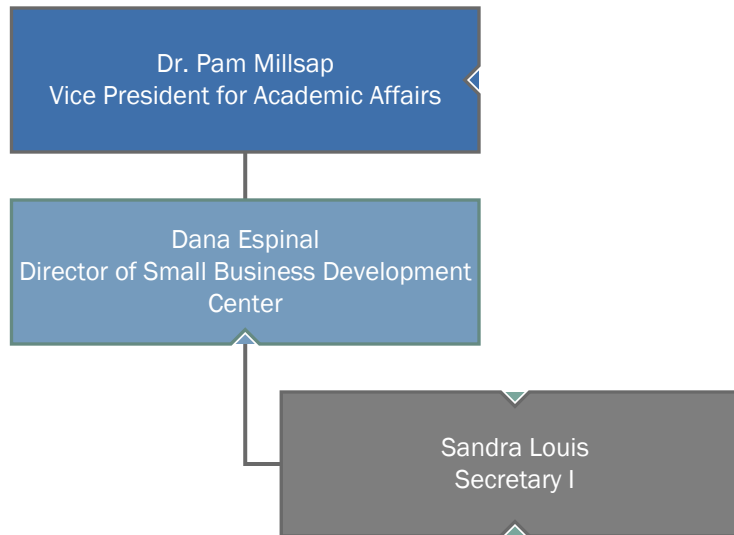 Dr. Pam Millsap
Vice President for Academic Affairs
Dana Espinal
Director of Small Business Development
Center
Sandra Louis
Secretary I